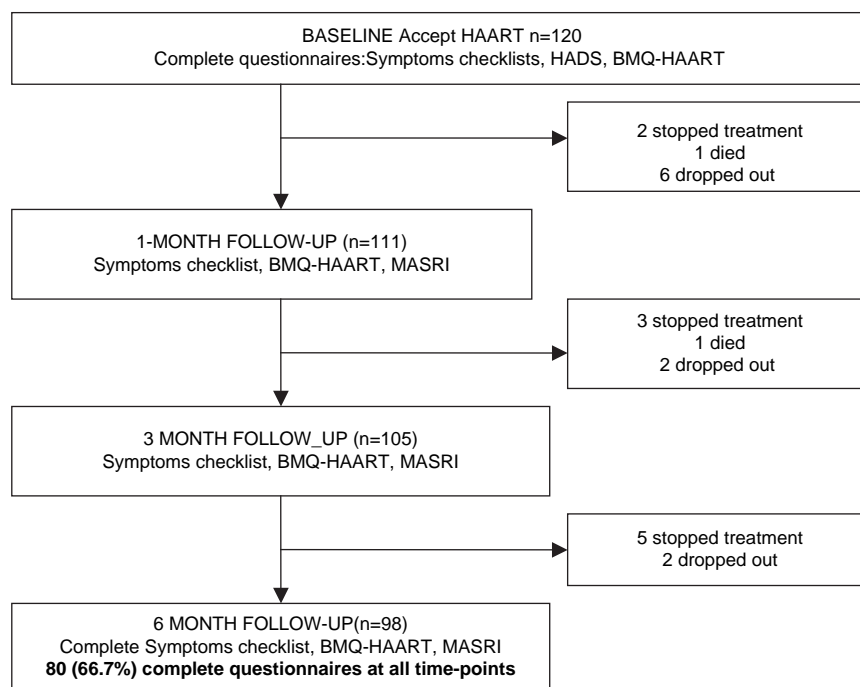 BASELINE Accept HAART n=120
Complete questionnaires:Symptoms checklists, HADS, BMQ-HAART
2 stopped treatment
1 died
6 dropped out
1-MONTH FOLLOW-UP (n=111)
Symptoms checklist, BMQ-HAART, MASRI
3 stopped treatment
1 died
2 dropped out
3 MONTH FOLLOW_UP (n=105)
Symptoms checklist, BMQ-HAART, MASRI
5 stopped treatment
2 dropped out
6 MONTH FOLLOW-UP(n=98)
Complete Symptoms checklist, BMQ-HAART, MASRI
80 (66.7%) complete questionnaires at all time-points